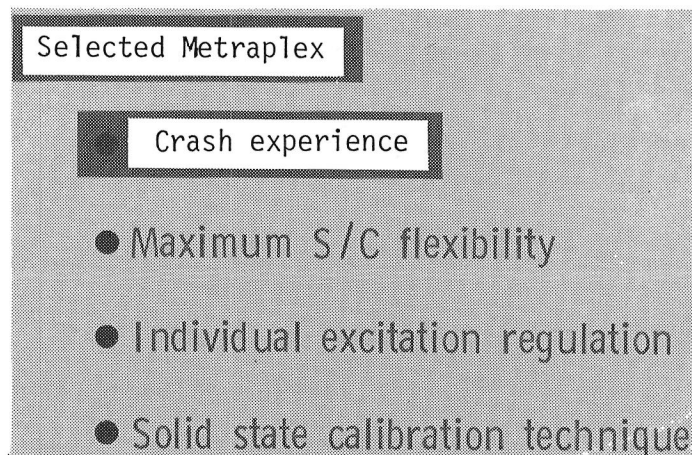 Selected Metraplex
● Crash experience
● Maximum S/C flexibility
● Individual excitation regulation
● Solid state calibration technique